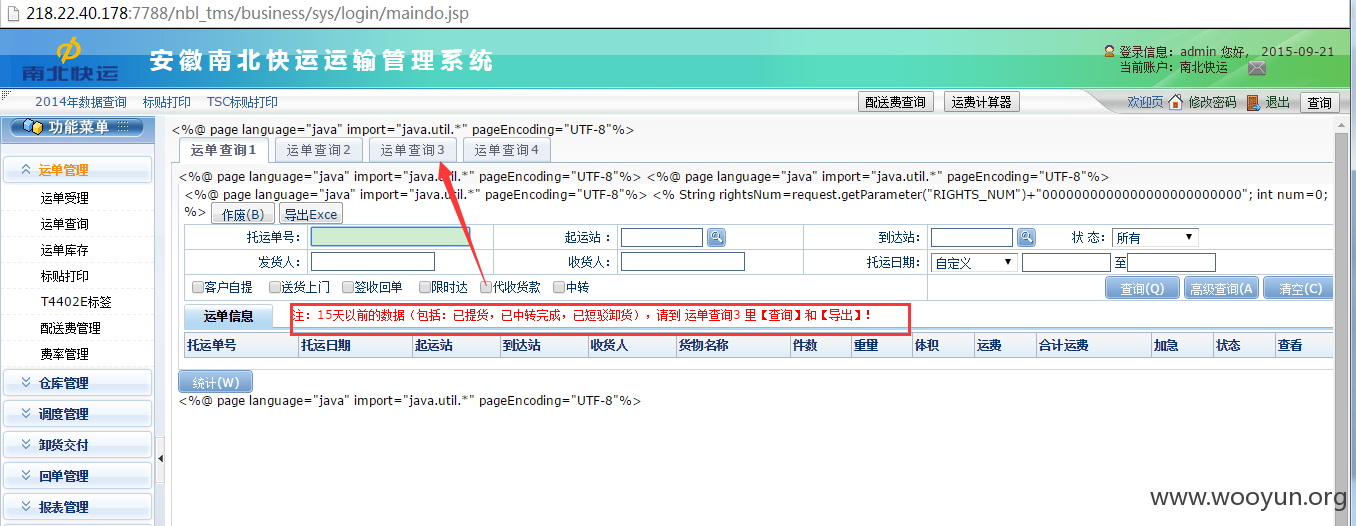 218.22.40.178:7788/nbl_tms/business/sys/login/maindo.jsp
南北快运 安徽南北快运运输管理系统
登录信息：admin 您好， 2015-09-21
当前账户：南北快运
2014年数据查询 标贴打印 TSC标贴打印 配送费查询 运费计算器 欢迎页 修改密码 退出 查询
功能菜单
运单管理
运单受理
运单查询
运单库存
标贴打印
T4402E标签
配送费管理
费率管理
仓库管理
调度管理
卸货交付
回单管理
报表管理
<%@ page language="java" import="java.util.*" pageEncoding="UTF-8"%>
运单查询1 运单查询2 运单查询3 运单查询4
<%@ page language="java" import="java.util.*" pageEncoding="UTF-8"%> <%@ page language="java" import="java.util.*" pageEncoding="UTF-8"%>
<%@ page language="java" import="java.util.*" pageEncoding="UTF-8"%> <% String rightsNum=request.getParameter("RIGHTS_NUM")+"0000000000000000000000000"; int num=0;
%> 作废(B) 导出Exce
托运单号： 起运站： 到达站： 状 态： 所有
发货人： 收货人： 托运日期： 自定义 至
客户自提 送货上门 签收回单 限时达 代收货款 中转 查询(Q) 高级查询(A 清空(C)
运单信息 注：15天以前的数据（包括：已提货，已中转完成，已短驳卸货），请到 运单查询3 里【查询】和【导出】！
托运单号 托运日期 起运站 到达站 收货人 货物名称 件数 重量 体积 运费 合计运费 加急 状态 查看
统计(W)
<%@ page language="java" import="java.util.*" pageEncoding="UTF-8"%>
www.wooyun.org